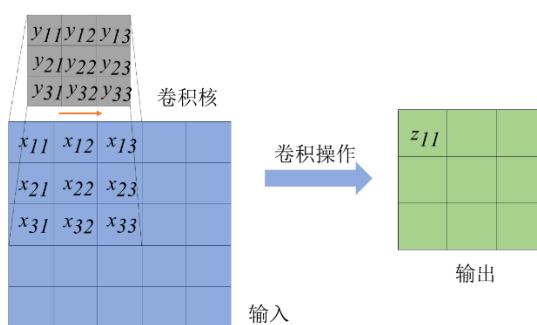 y11 y12 y13
y21 y22 y23
y31 y32 y33
卷积核
x11 x12 x13
x21 x22 x23
x31 x32 x33
卷积操作
z11
输出
输入